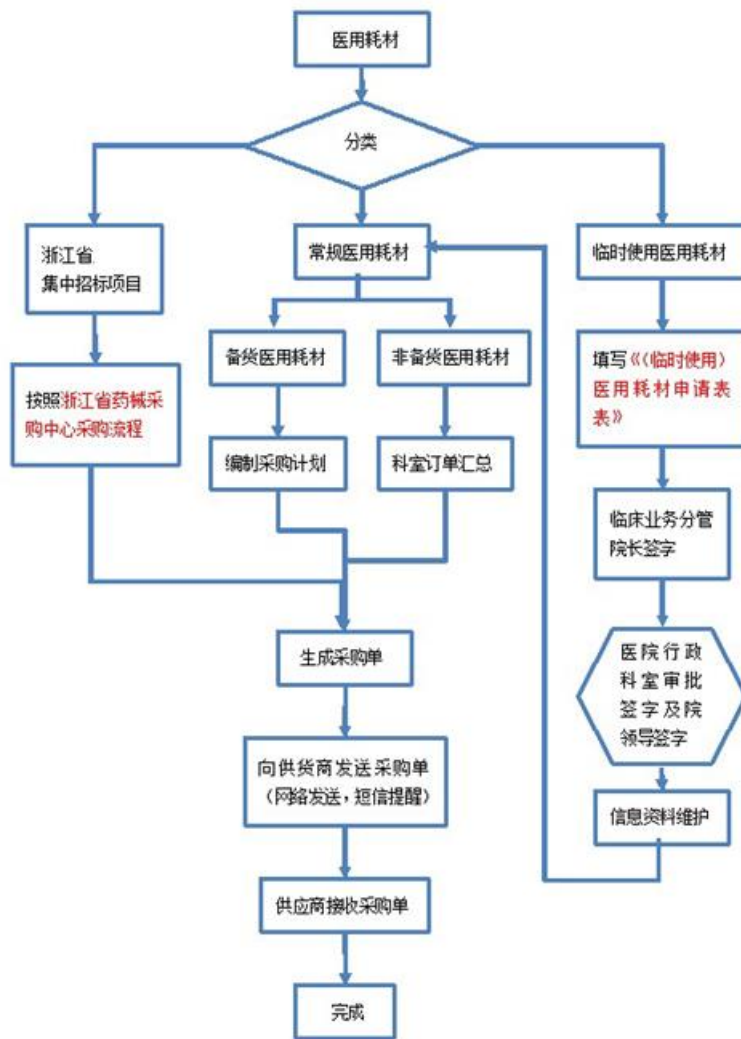 医用耗材
分类
浙江省
集中招标项目
常规医用耗材
临时使用医用耗材
备货医用耗材
非备货医用耗材
填写《(临时使用)
医用耗材申请表
表》
按照浙江省药械采
购中心采购流程
编制采购计划
科室订单汇总
临床业务分管
院长签字
生成采购单
医院行政
科室审批
签字及院
领导签字
向供货商发送采购单
(网络发送,短信提醒)
信息资料维护
供应商接收采购单
完成